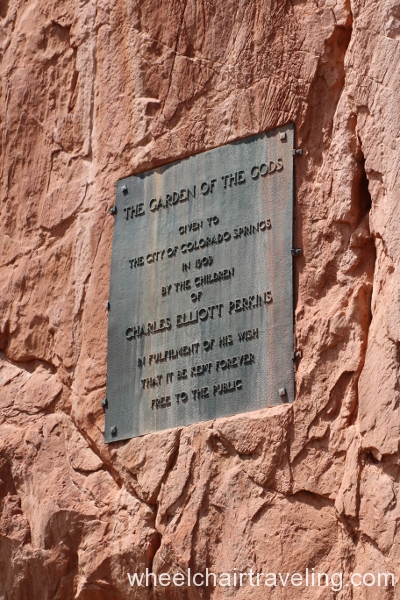 THE GARDEN OF THE GODS
GIVEN TO
THE CITY OF COLORADO SPRINGS
IN 1909
BY THE CHILDREN
OF
CHARLES ELLIOTT PERKINS
IN FULFILMENT OF HIS WISH
THAT IT BE KEPT FOREVER
FREE TO THE PUBLIC
www.wheelchairtraveling.com